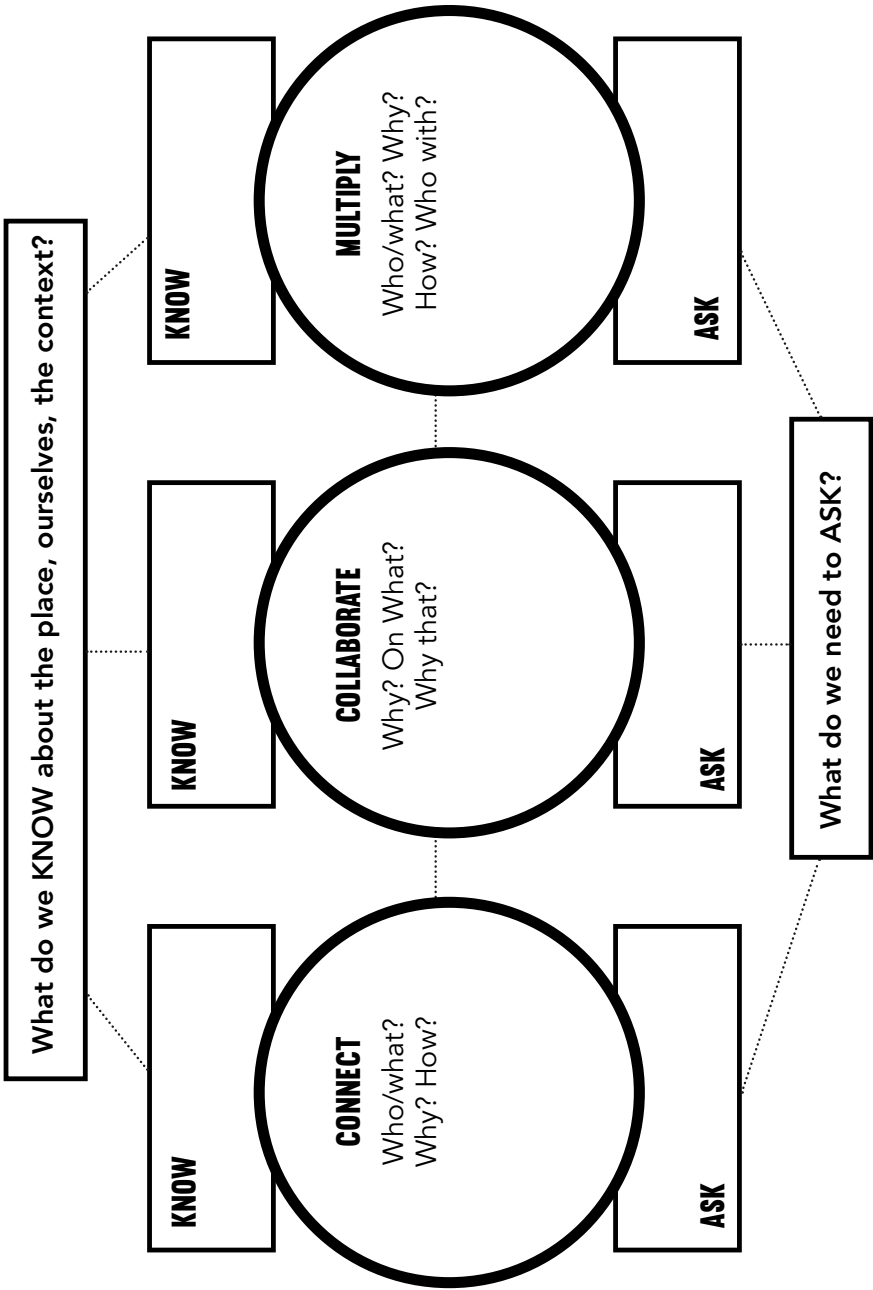 What do we KNOW about the place, ourselves, the context?
KNOW
KNOW
KNOW
CONNECT
Who/what?
Why? How?
COLLABORATE
Why? On What?
Why that?
MULTIPLY
Who/what? Why?
How? Who with?
ASK
ASK
ASK
What do we need to ASK?